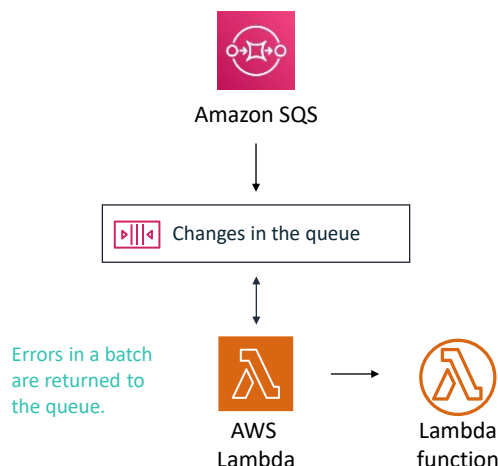 Amazon SQS
Changes in the queue
Errors in a batch
are returned to
the queue.
AWS
Lambda
Lambda
function